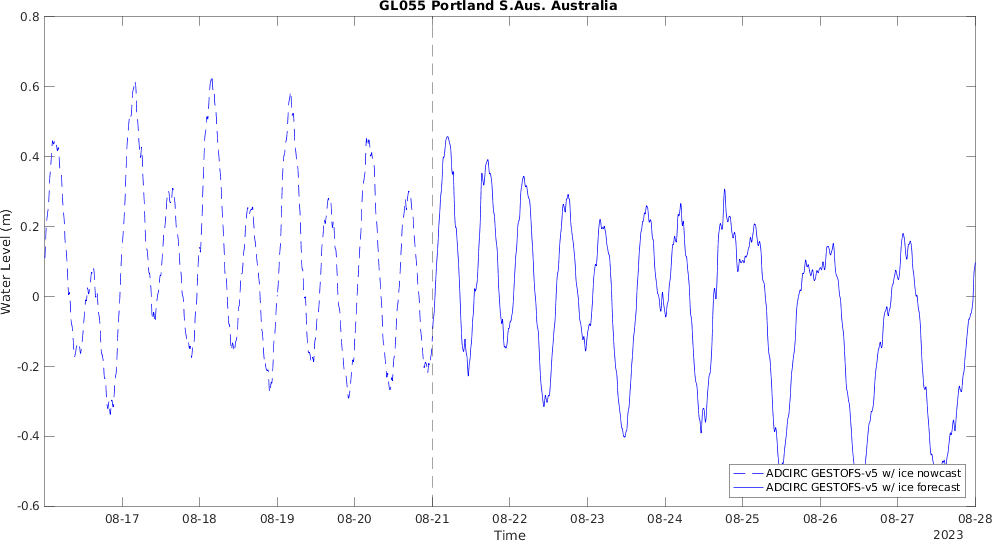 GL055 Portland S.Aus. Australia
Water Level (m)
0.8
0.6
0.4
0.2
0
-0.2
-0.4
-0.6
ADCIRC GESTOFS-v5 w/ ice nowcast
ADCIRC GESTOFS-v5 w/ ice forecast
08-17 08-18 08-19 08-20 08-21 08-22 08-23 08-24 08-25 08-26 08-27 08-28
Time
2023